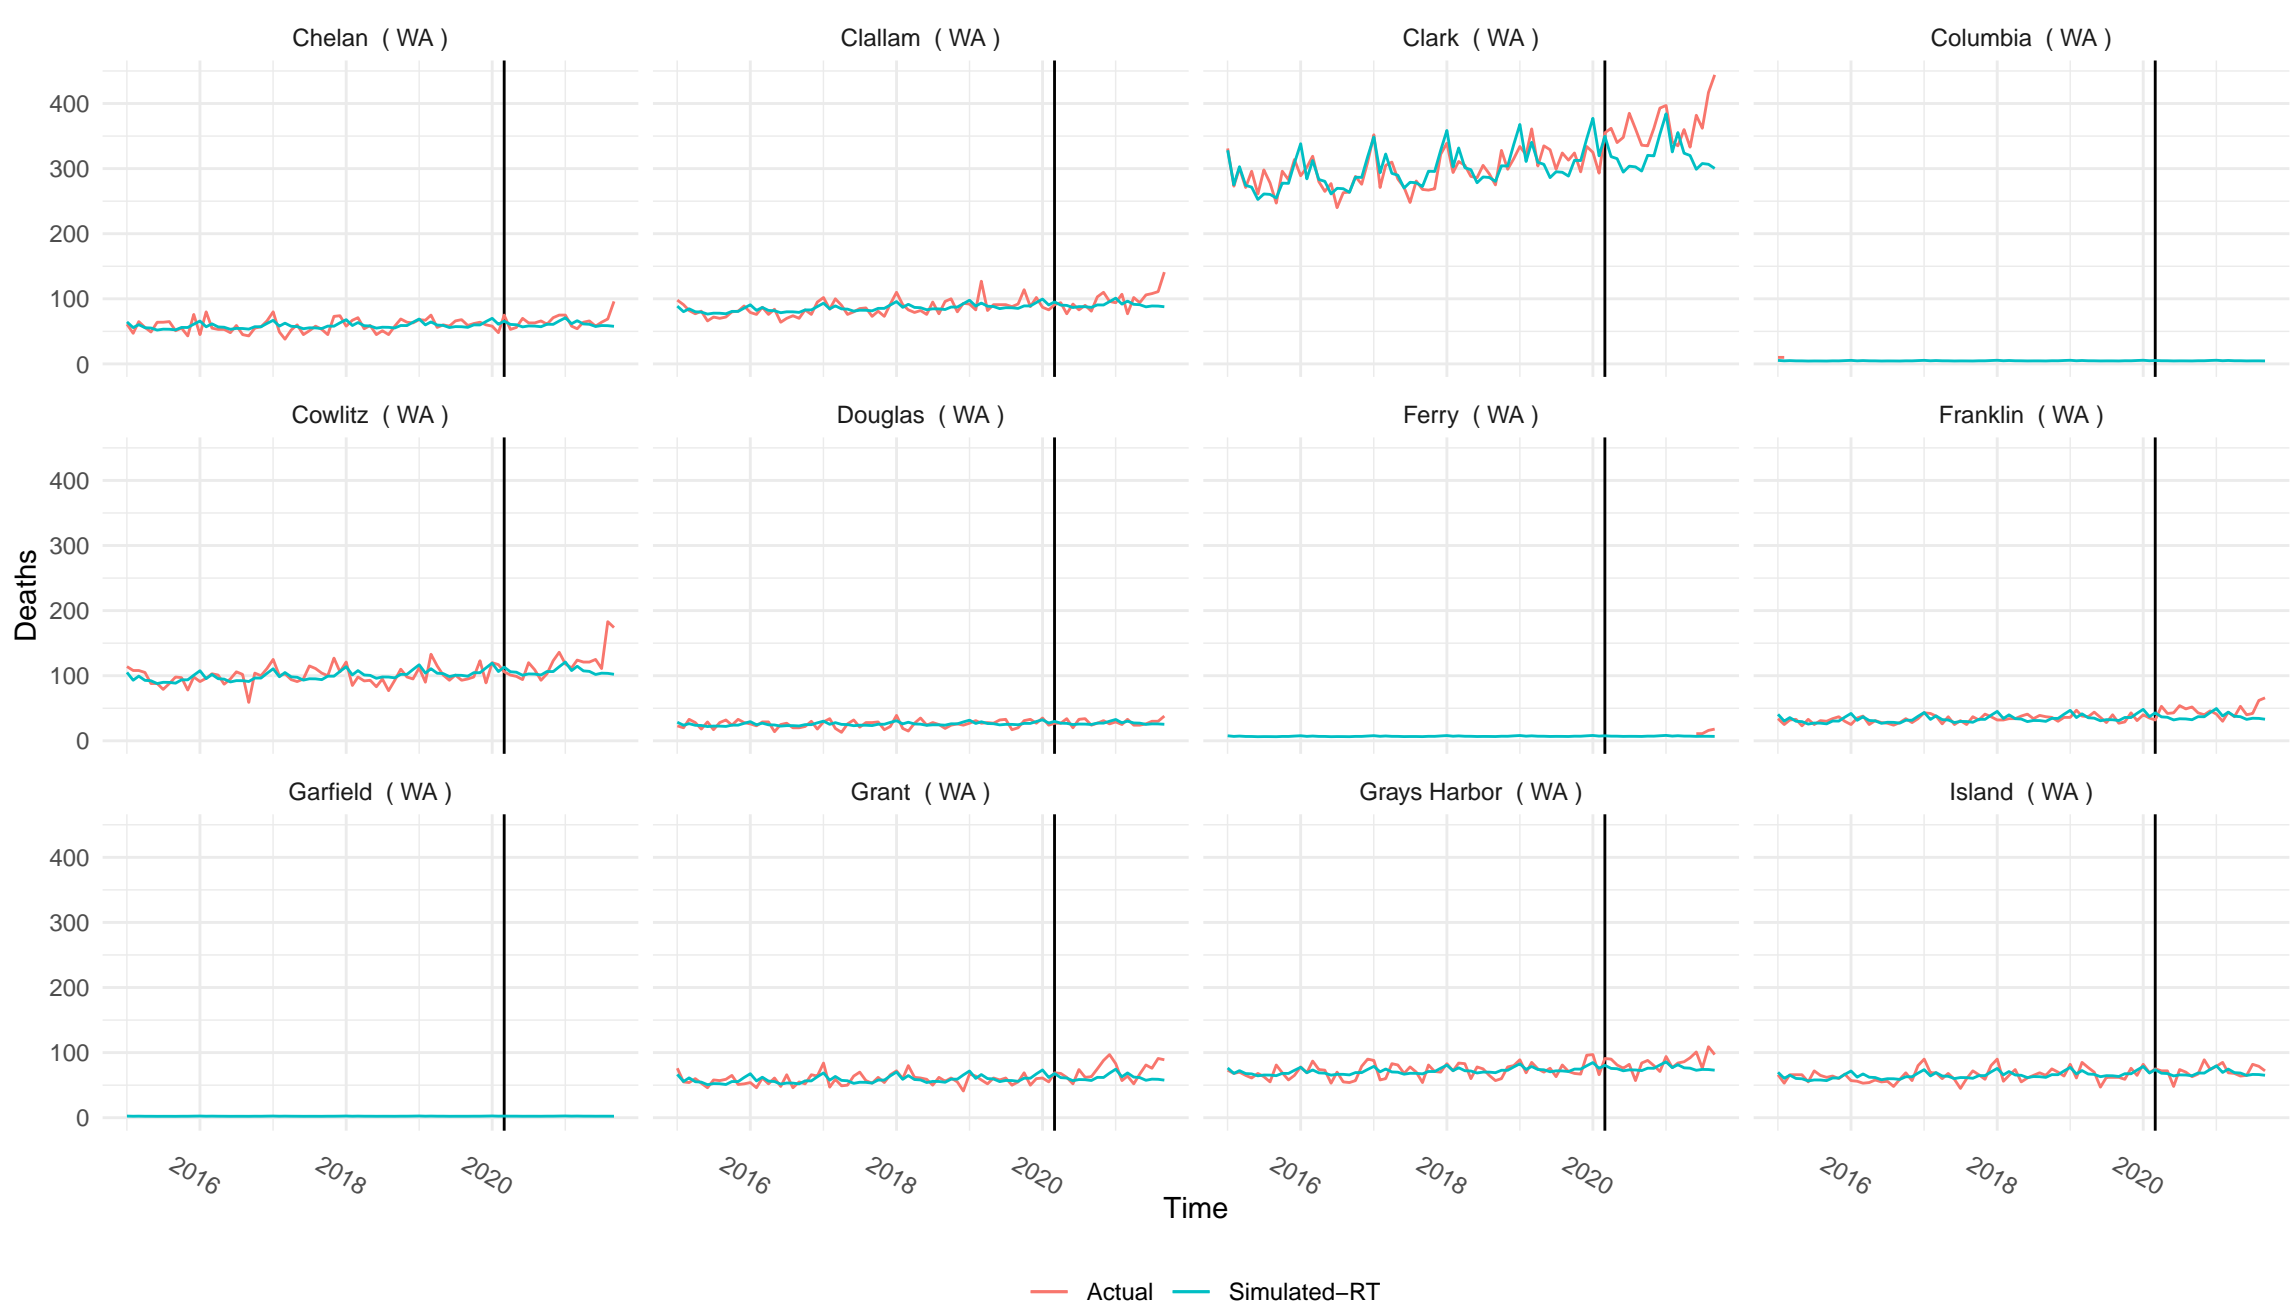 Chelan ( WA )
Clallam ( WA )
Clark ( WA )
Columbia ( WA )
400
300
200
100
0
Cowlitz ( WA )
Douglas ( WA )
Ferry ( WA )
Franklin ( WA )
400
300
200
100
0
Deaths
Garfield ( WA )
Grant ( WA )
Grays Harbor ( WA )
Island ( WA )
400
300
200
100
0
2016
2018
2020
2016
2018
2020
2016
2018
2020
2016
2018
2020
Time
Actual
Simulated−RT